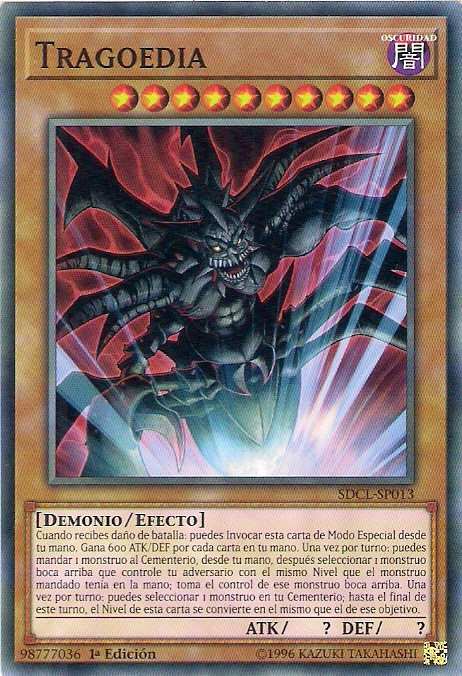 TRAGOEDIA
OSCURIDAD
闇
SDCL-SP013
[DEMONIO/EFECTO]
Cuando recibes daño de batalla: puedes Invocar esta carta de Modo Especial desde
tu mano. Gana 600 ATK/DEF por cada carta en tu mano. Una vez por turno: puedes
mandar 1 monstruo al Cementerio, desde tu mano, después seleccionar 1 monstruo
boca arriba que controle tu adversario con el mismo Nivel que el monstruo
mandado tenía en la mano; toma el control de ese monstruo boca arriba. Una
vez por turno: puedes seleccionar 1 monstruo en tu Cementerio; hasta el final de
este turno, el Nivel de esta carta se convierte en el mismo que el de ese objetivo.
ATK/ ? DEF/ ?
98777036 1ª Edición ©1996 KAZUKI TAKAHASHI